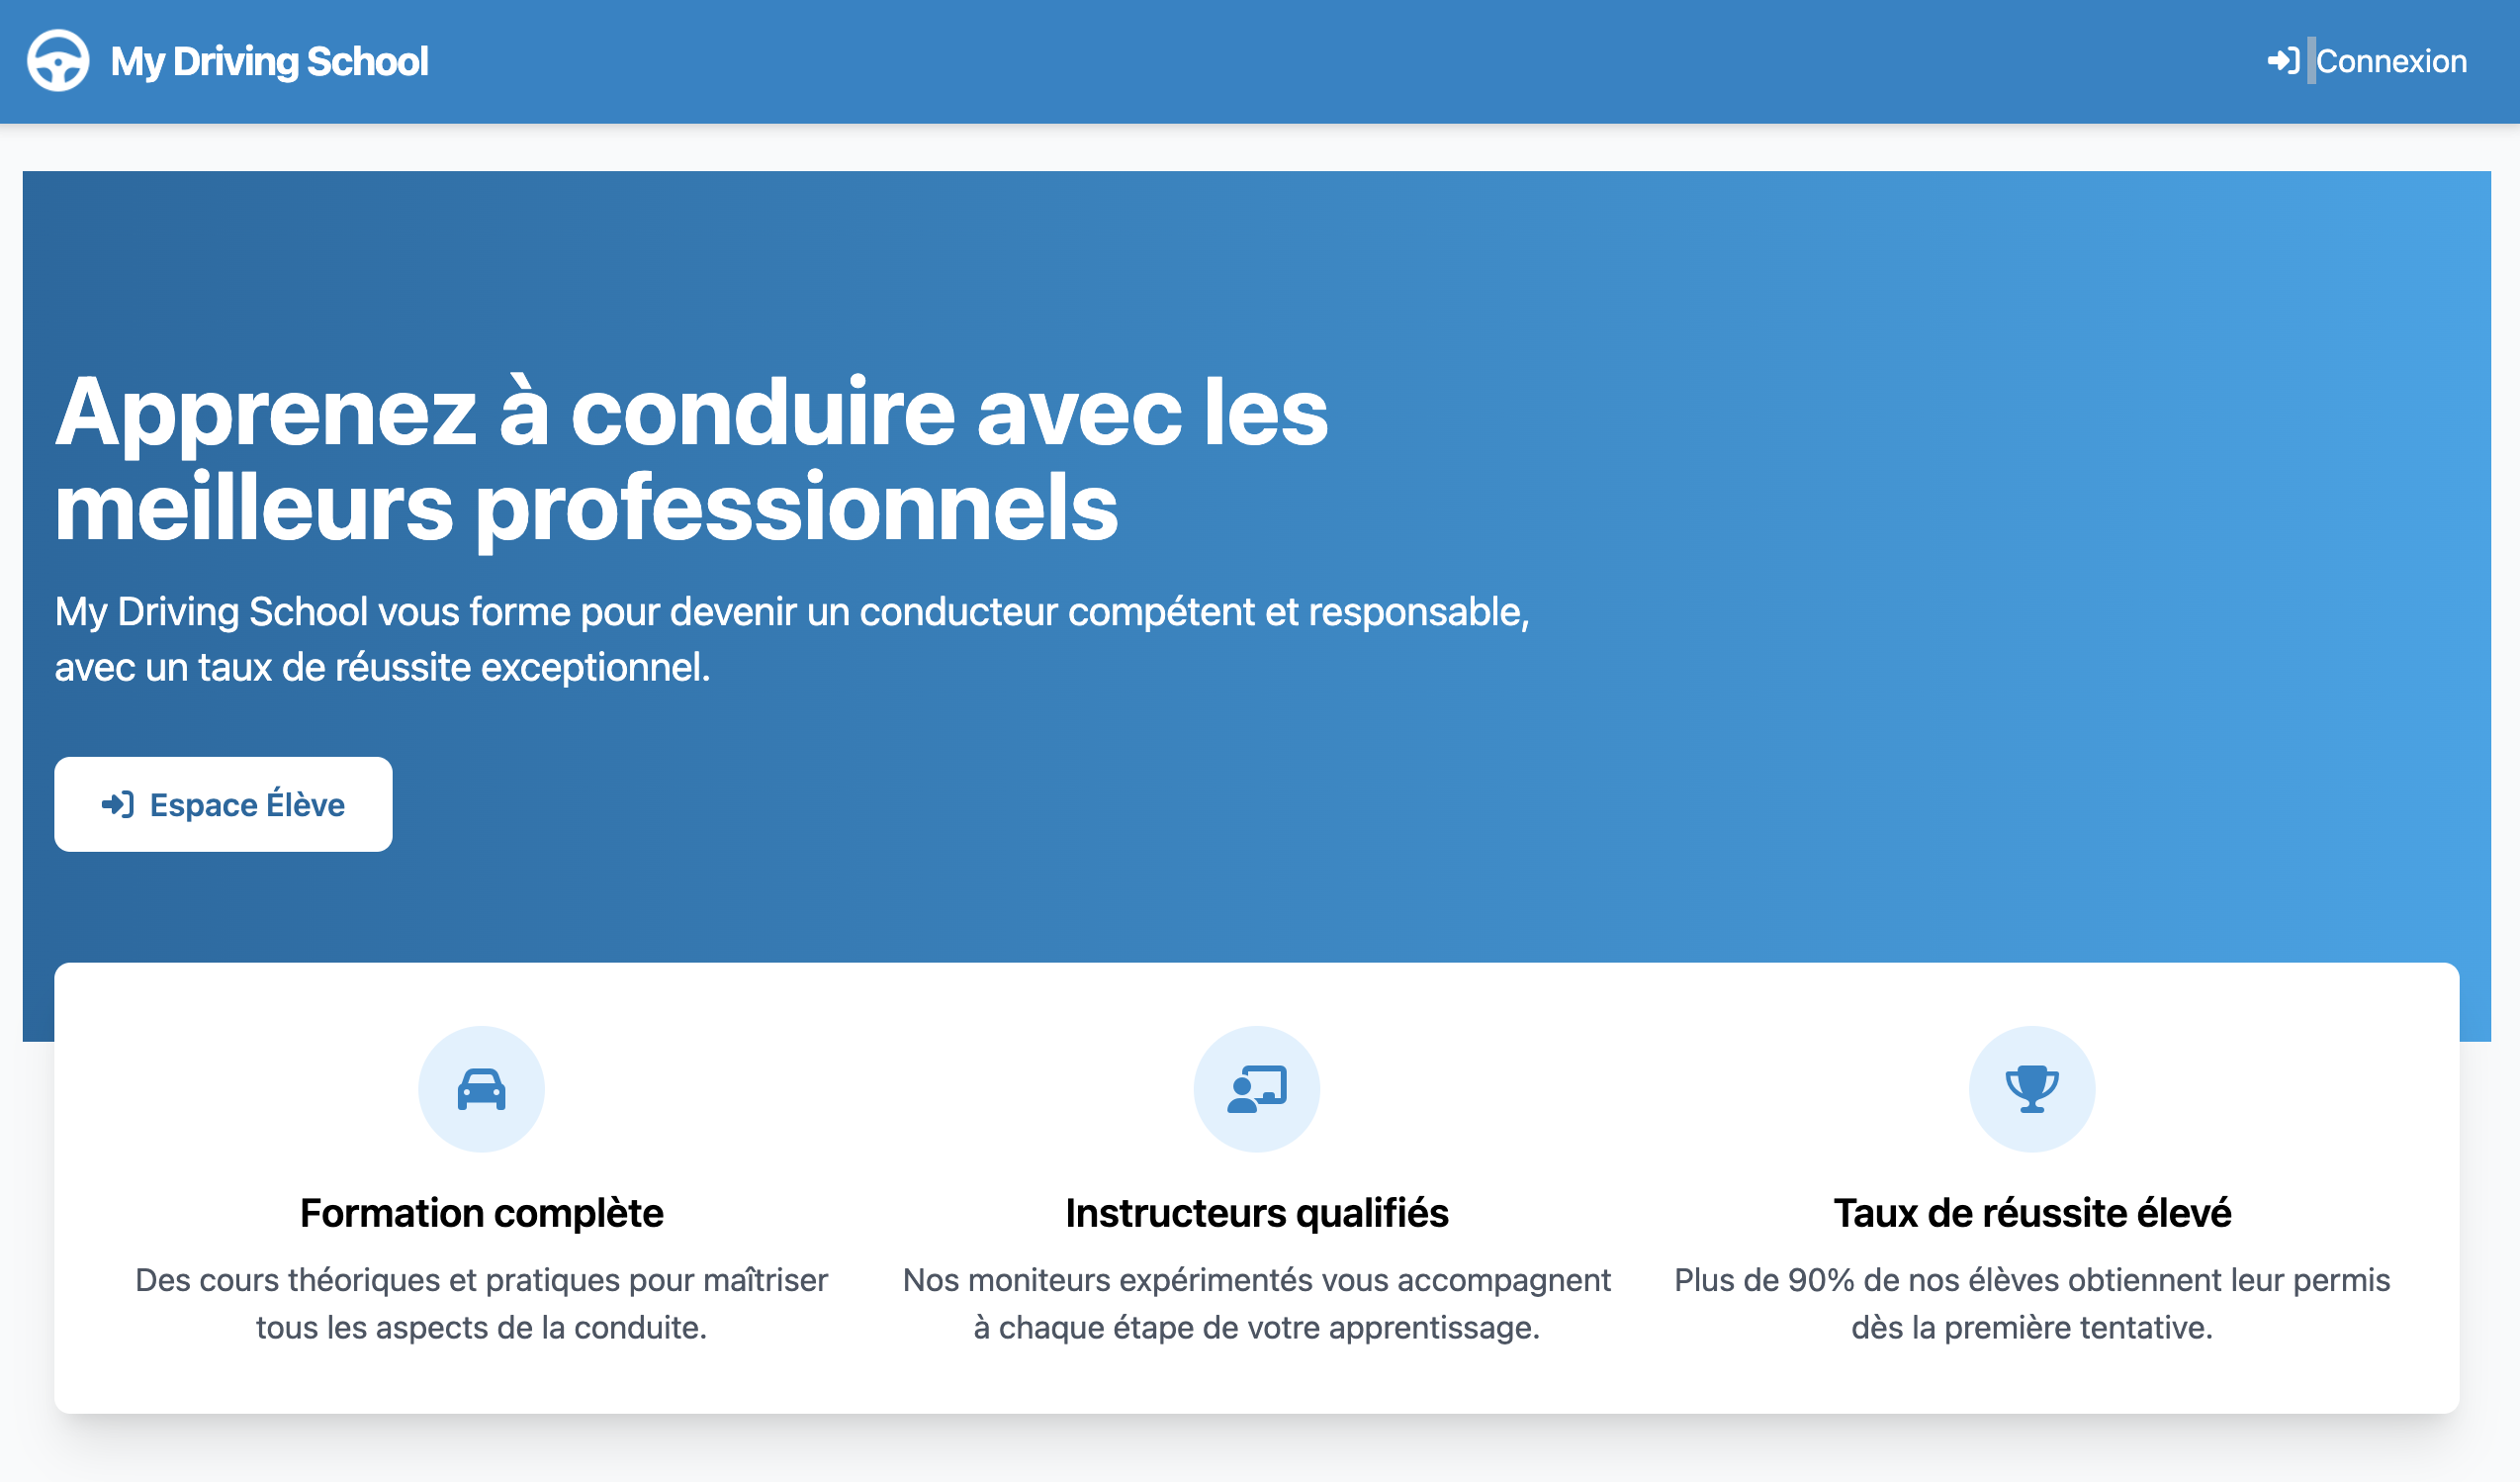 My Driving School
Connexion
Apprenez à conduire avec les
meilleurs professionnels
My Driving School vous forme pour devenir un conducteur compétent et responsable,
avec un taux de réussite exceptionnel.
Espace Élève
Formation complète
Des cours théoriques et pratiques pour maîtriser
tous les aspects de la conduite.
Instructeurs qualifiés
Nos moniteurs expérimentés vous accompagnent
à chaque étape de votre apprentissage.
Taux de réussite élevé
Plus de 90% de nos élèves obtiennent leur permis
dès la première tentative.